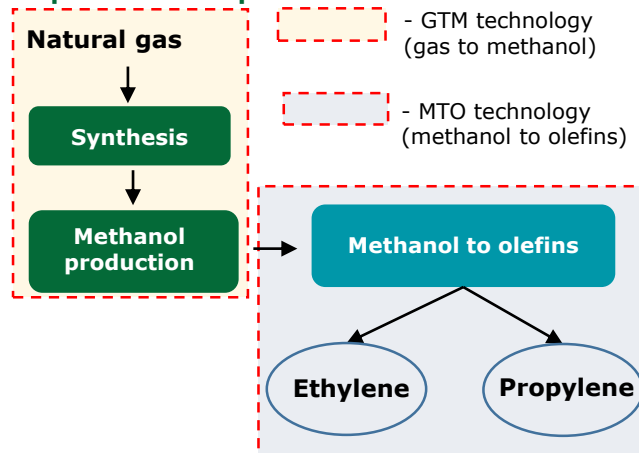 Natural gas
- GTM technology
(gas to methanol)
Synthesis
- MTO technology
(methanol to olefins)
Methanol
production
Methanol to olefins
Ethylene
Propylene